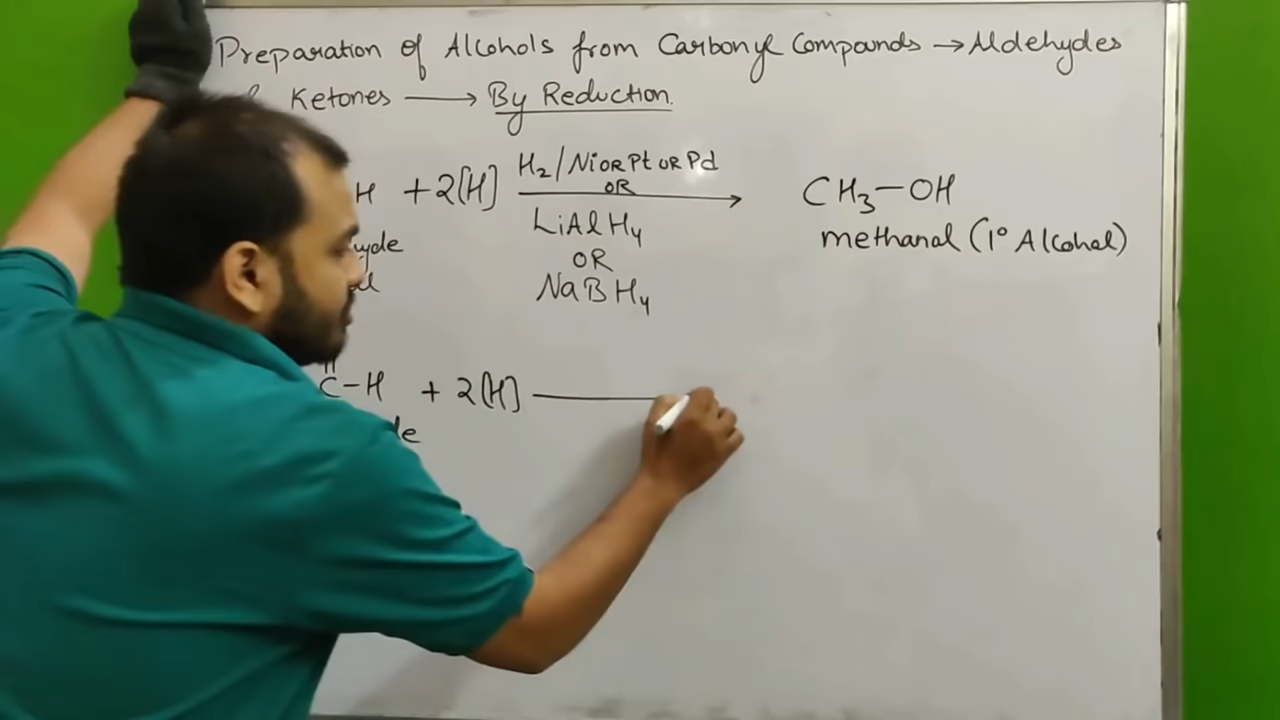 Preparation of Alcohols from Carbonyl Compounds → Aldehydes
Ketones ⟶ By Reduction.
H + 2[H] H₂/Ni OR Pt OR Pd ⟶ CH₃–OH
OR
LiAlH₄
OR
NaBH₄
methanol (1° Alcohol)
C–H + 2[H] —